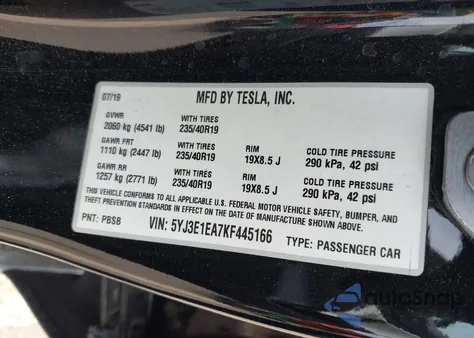 07/19 MFD BY TESLA, INC.
GVWR WITH TIRES
2060 kg (4541 lb) 235/40R19
GAWR FRT WITH TIRES RIM COLD TIRE PRESSURE
1110 kg (2447 lb) 235/40R19 19X8.5 J 290 kPa, 42 psi
GAWR RR WITH TIRES RIM COLD TIRE PRESSURE
1257 kg (2771 lb) 235/40R19 19X8.5 J 290 kPa, 42 psi
THIS VEHICLE CONFORMS TO ALL APPLICABLE U.S. FEDERAL MOTOR VEHICLE SAFETY, BUMPER, AND
THEFT PREVENTION STANDARDS IN EFFECT ON THE DATE OF MANUFACTURE SHOWN ABOVE.
PNT: PBSB VIN: 5YJ3E1EA7KF445166 TYPE: PASSENGER CAR
autoSnap